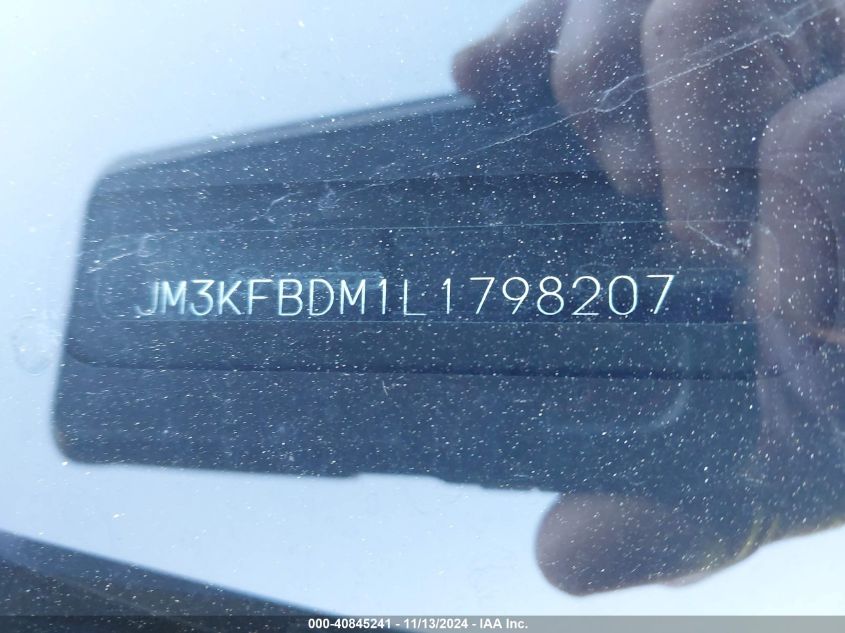 JM3KFBDM1L1798207
000-40845241 - 11/13/2024 - IAA Inc.